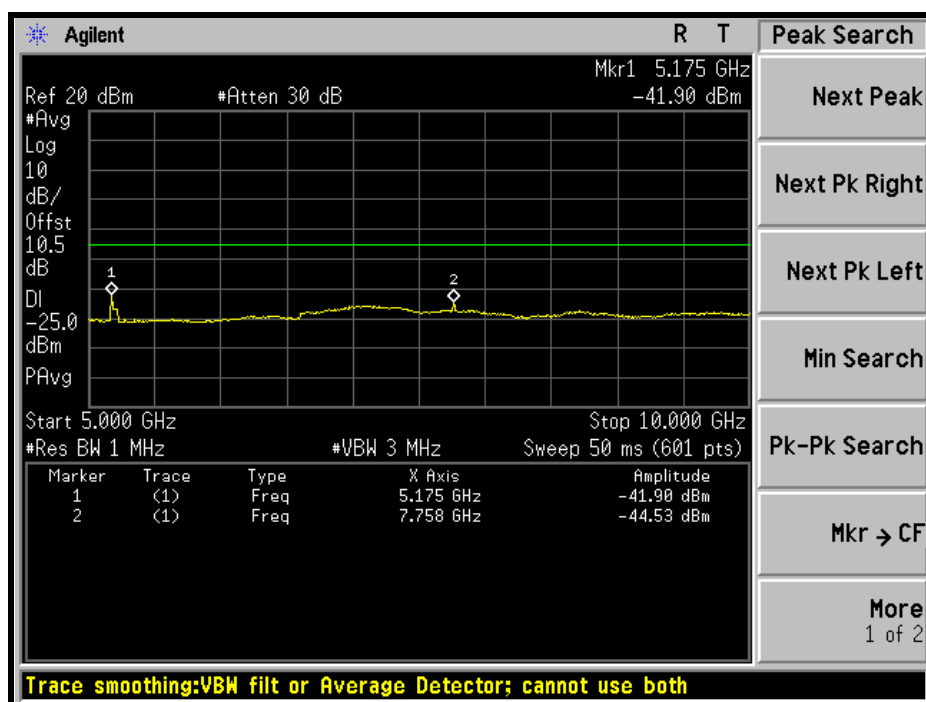 Agilent R T
Peak Search
Mkr1 5.175 GHz
Ref 20 dBm #Atten 30 dB -41.90 dBm
#Avg
Log
10
dB/
Offst
10.5
dB
DI
-25.0
dBm
PAvg
1
2
Start 5.000 GHz Stop 10.000 GHz
#Res BW 1 MHz #VBW 3 MHz Sweep 50 ms (601 pts)
Marker Trace Type X Axis Amplitude
1 (1) Freq 5.175 GHz -41.90 dBm
2 (1) Freq 7.758 GHz -44.53 dBm
Next Peak
Next Pk Right
Next Pk Left
Min Search
Pk-Pk Search
Mkr → CF
More
1 of 2
Trace smoothing:VBW filt or Average Detector; cannot use both